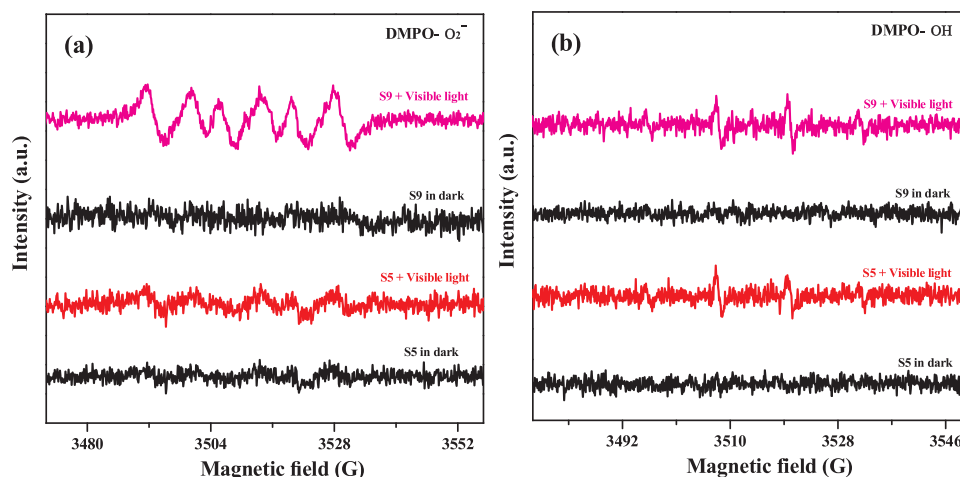 (a)
DMPO- O2⁻
S9 + Visible light
S9 in dark
S5 + Visible light
S5 in dark
Intensity (a.u.)
3480 3504 3528 3552
Magnetic field (G)
(b)
DMPO- OH
S9 + Visible light
S9 in dark
S5 + Visible light
S5 in dark
Intensity (a.u.)
3492 3510 3528 3546
Magnetic field (G)